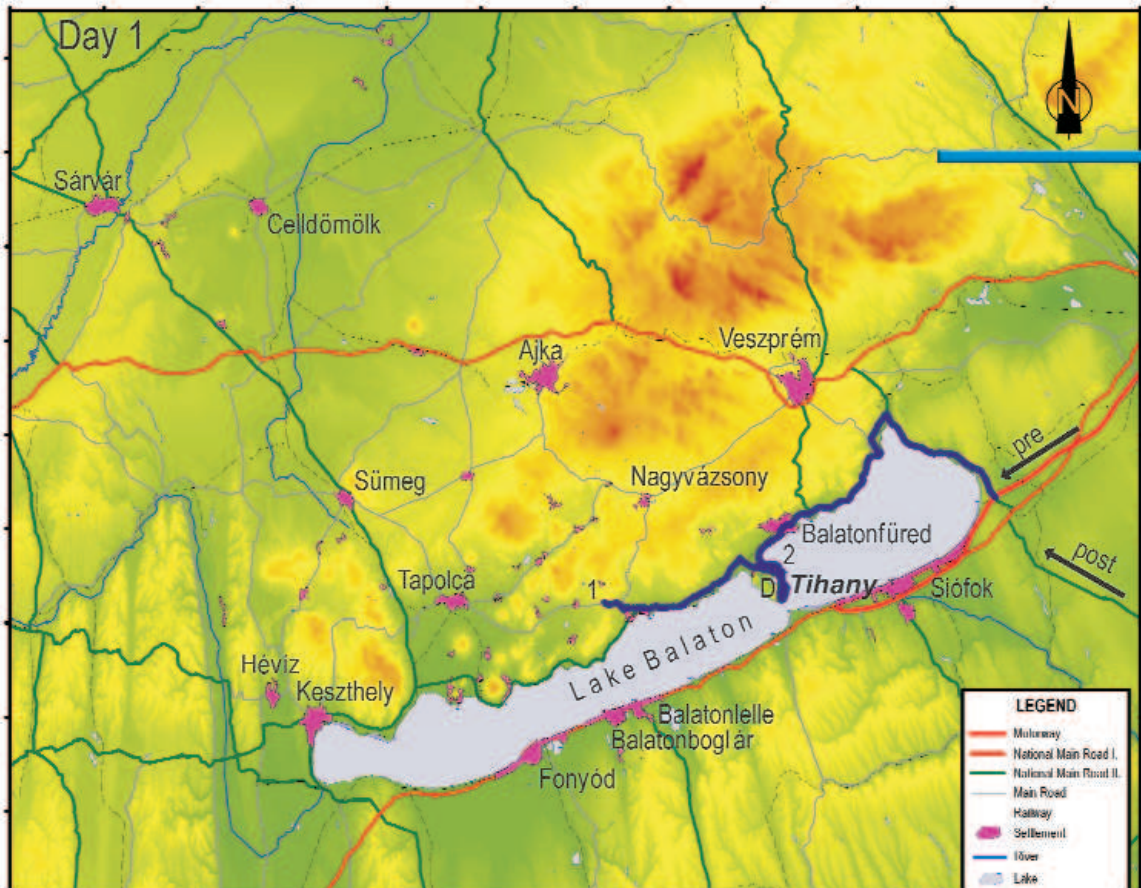 Day 1
N
Sárvár
Celldömölk
Ajka
Veszprém
pre
Sümeg
Nagyvázsony
Balatonfüred
2
post
Tapolca
1
D
Tihany
Siófok
Lake Balaton
Hévíz
Keszthely
Balatonlelle
Balatonboglár
Fonyód
LEGEND
Motorway
National Main Road I.
National Main Road II.
Main Road
Railway
Settlement
River
Lake